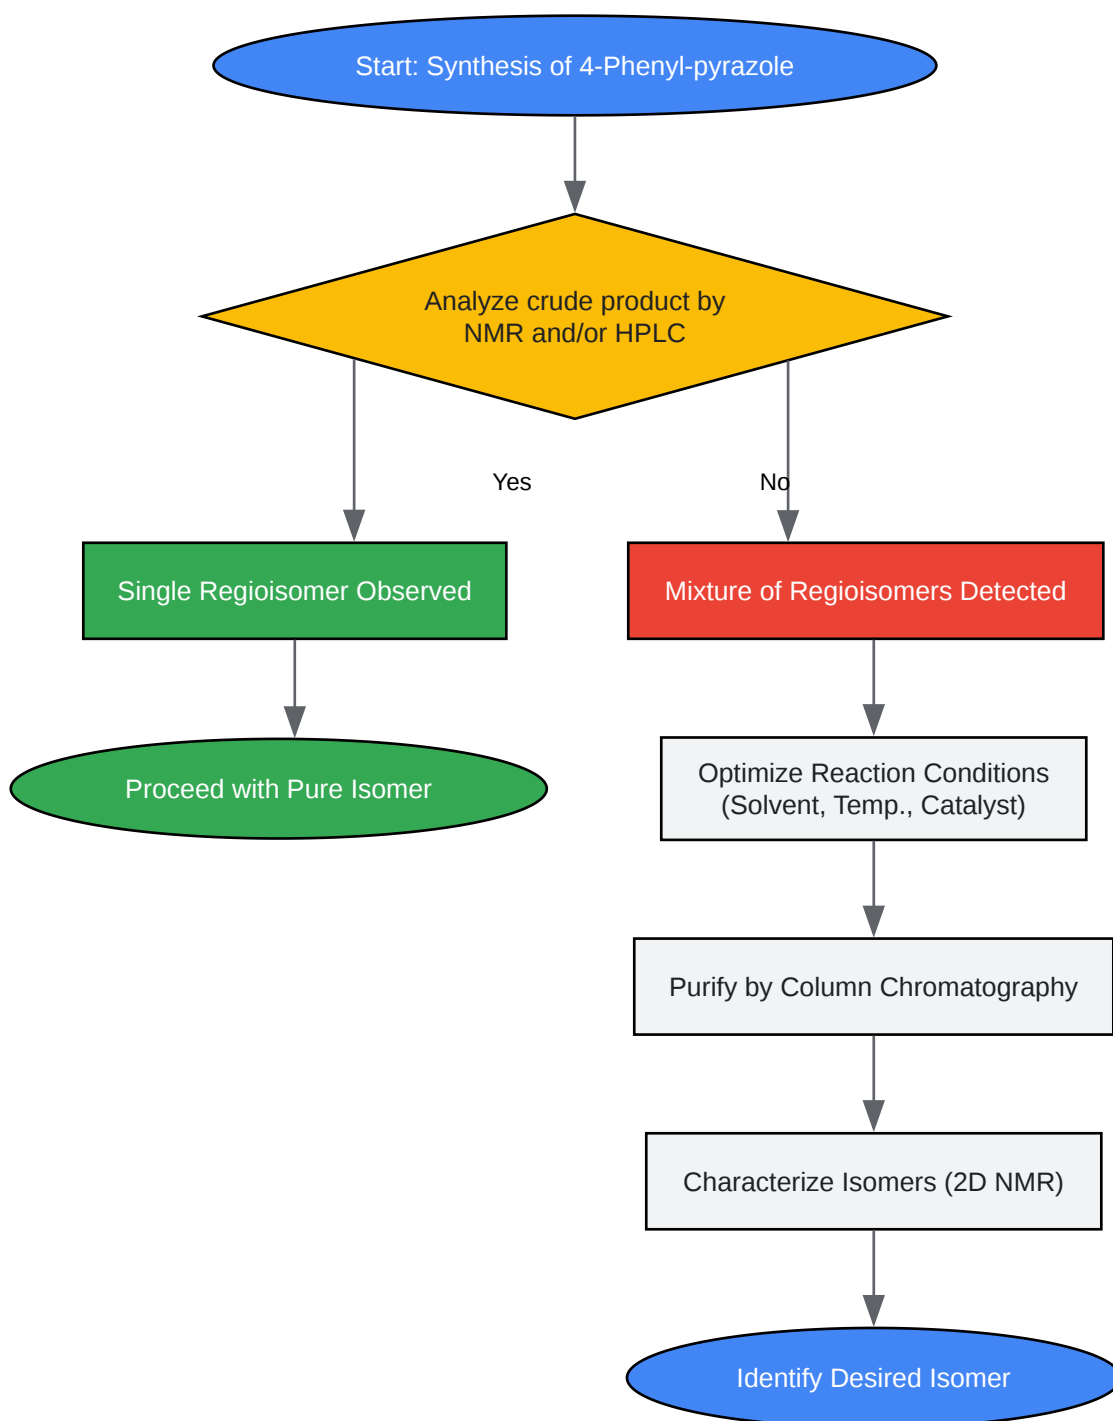 Start: Synthesis of 4-Phenyl-pyrazole
Analyze crude product by
NMR and/or HPLC
Yes
No
Single Regioisomer Observed
Mixture of Regioisomers Detected
Proceed with Pure Isomer
Optimize Reaction Conditions
(Solvent, Temp., Catalyst)
Purify by Column Chromatography
Characterize Isomers (2D NMR)
Identify Desired Isomer